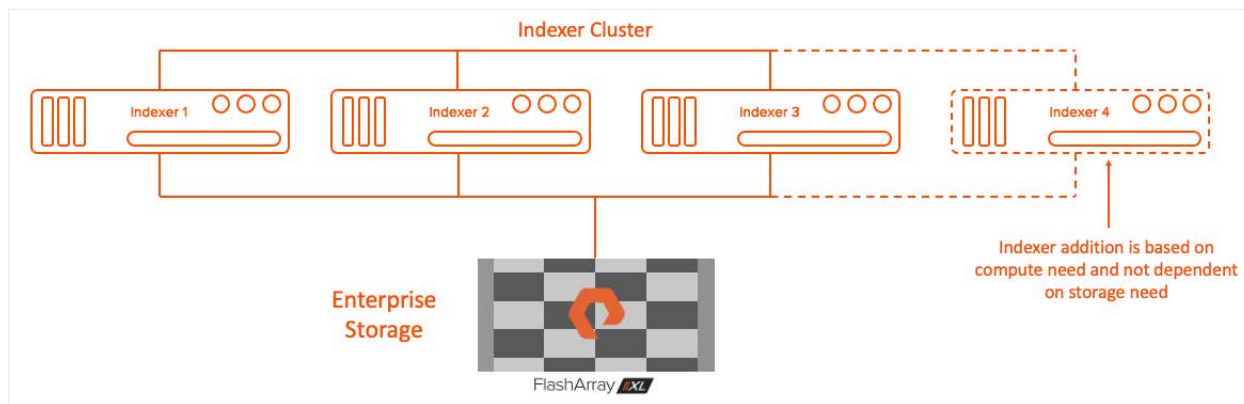 Indexer Cluster
Indexer 1
Indexer 2
Indexer 3
Indexer 4
Indexer addition is based on
compute need and not dependent
on storage need
Enterprise
Storage
FlashArray //XL